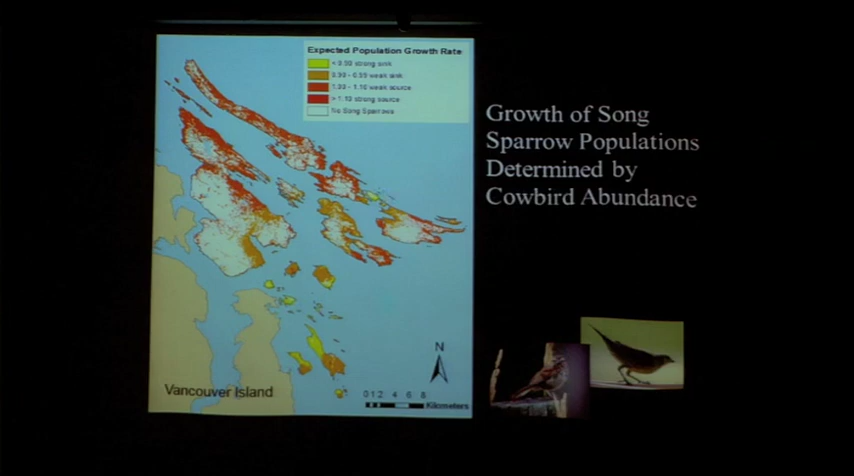 Expected Population Growth Rate
< 0.90 strong sink
0.90 - 0.99 weak sink
1.00 - 1.10 weak source
> 1.10 strong source
No Song Sparrows
Growth of Song
Sparrow Populations
Determined by
Cowbird Abundance
N
Vancouver Island
0 1 2 4 6 8
Kilometers